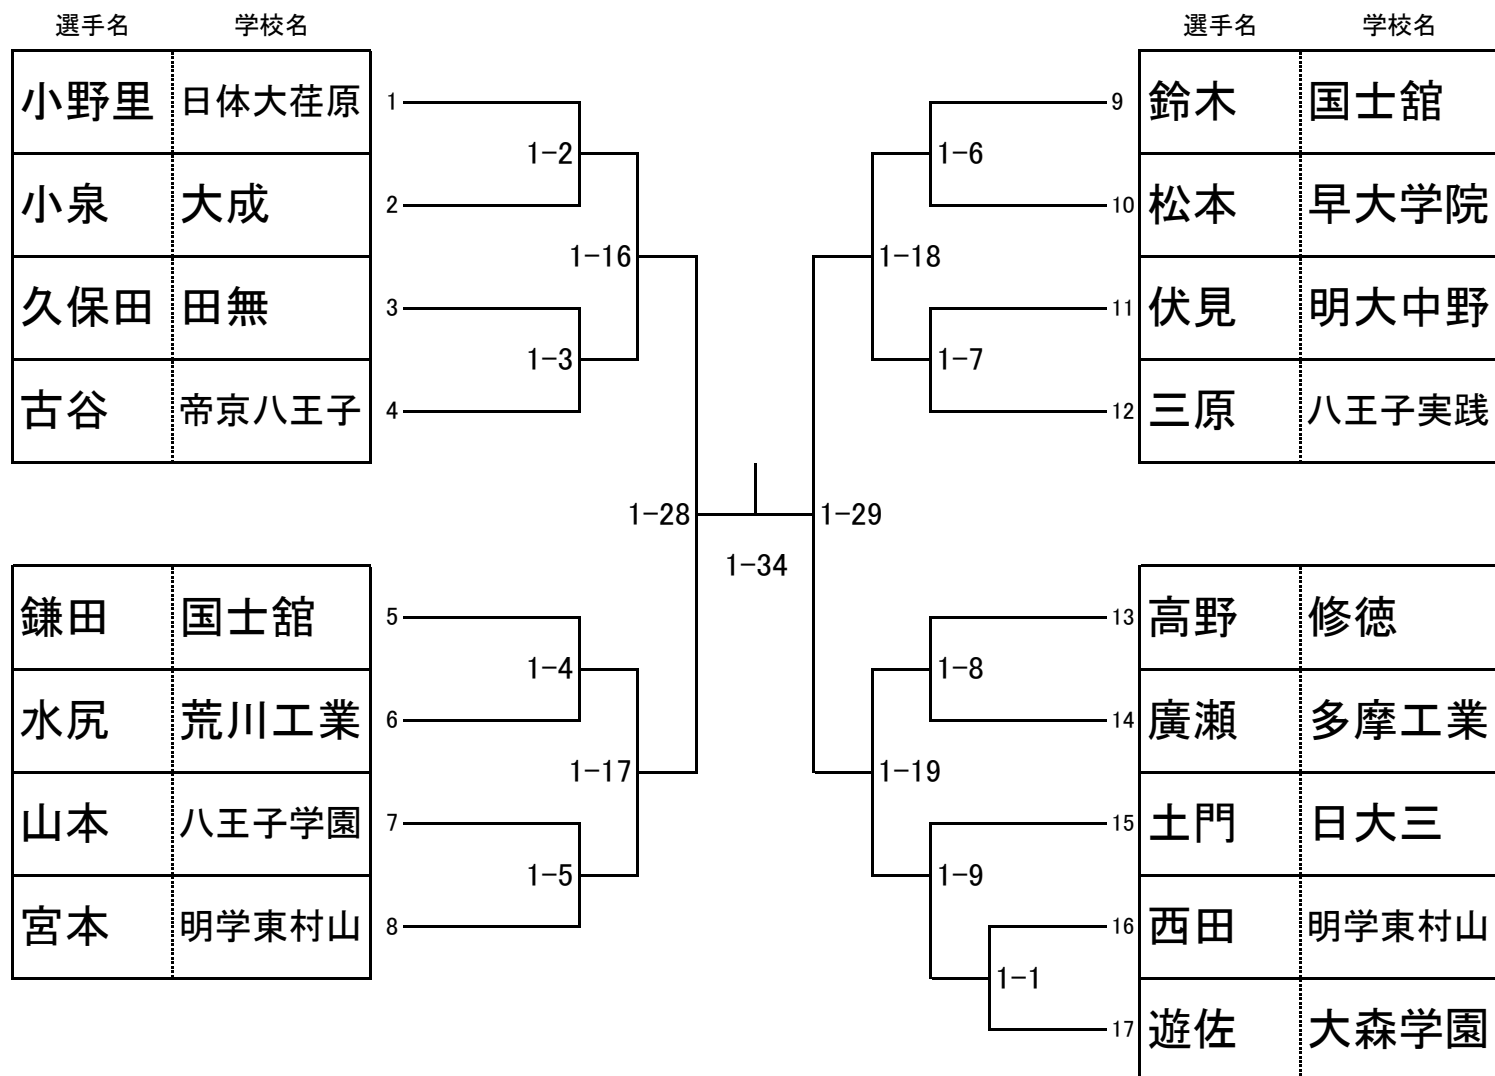 選手名 学校名
小野里 日体大荏原 1
1-2
小泉 大成 2
1-16
久保田 田無 3
1-3
古谷 帝京八王子 4
1-28
鎌田 国士舘 5
1-4
水尻 荒川工業 6
1-17
山本 八王子学園 7
1-5
宮本 明学東村山 8
1-34
選手名 学校名
9 鈴木 国士舘
1-6
10 松本 早大学院
1-18
11 伏見 明大中野
1-7
12 三原 八王子実践
1-29
13 高野 修徳
1-8
14 廣瀬 多摩工業
1-19
15 土門 日大三
1-9
16 西田 明学東村山
1-1
17 遊佐 大森学園